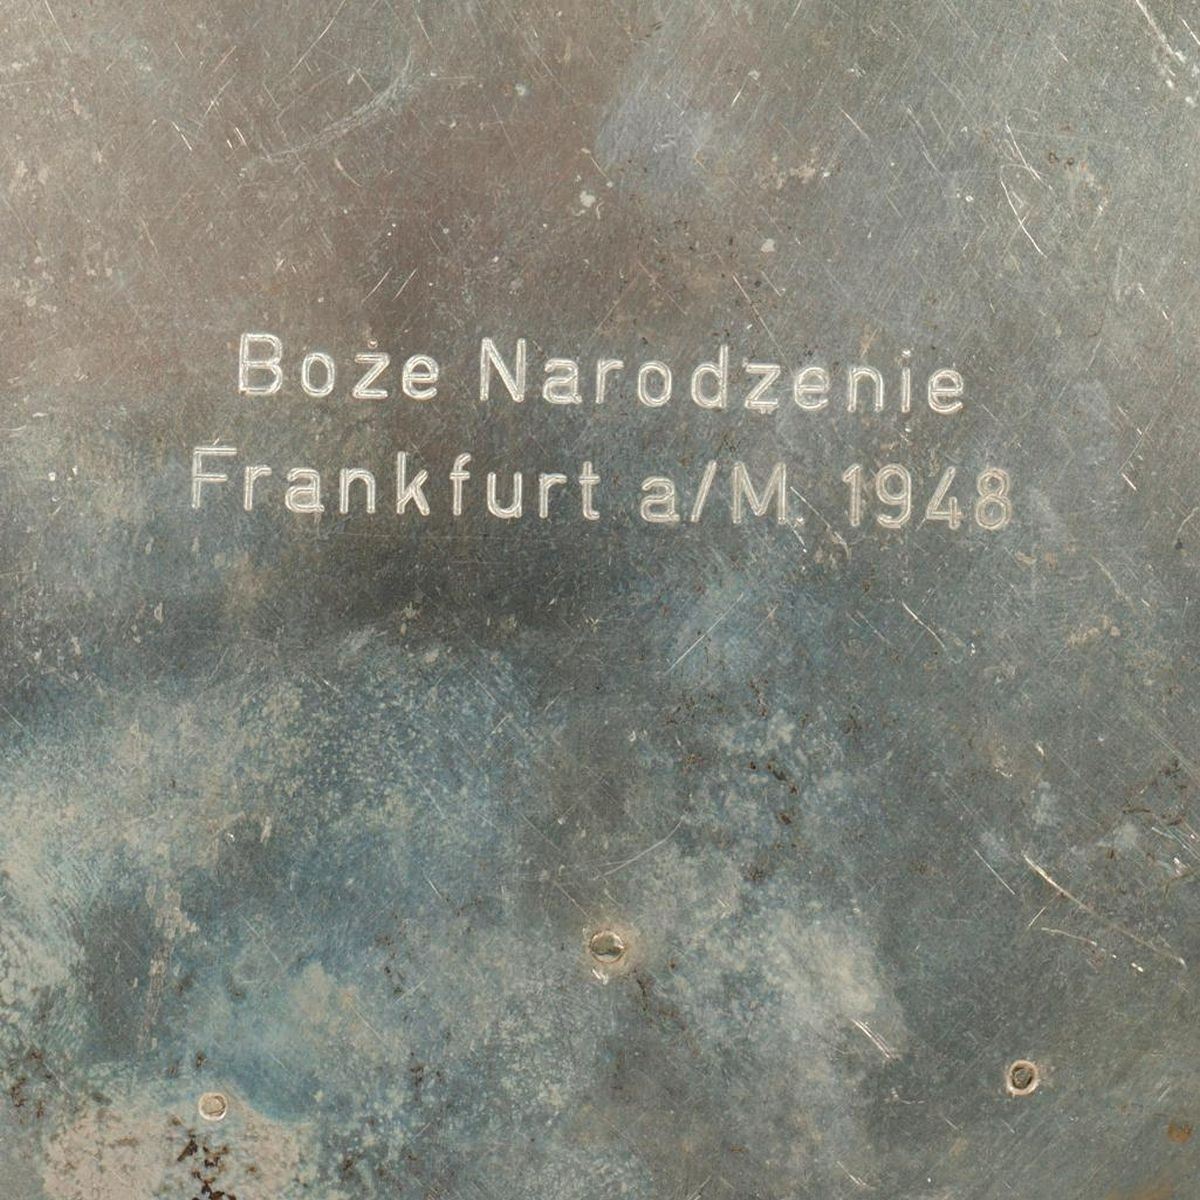 Boże Narodzenie
Frankfurt a/M. 1948